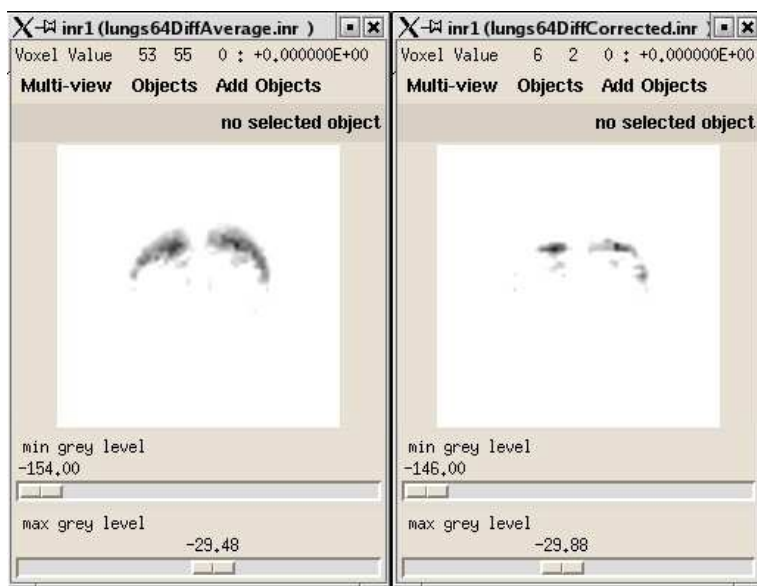 inr1 (lungs64DiffAverage.inr )
Voxel Value 53 55 0 : +0.000000E+00
Multi-view Objects Add Objects
no selected object
min grey level
-154.00
max grey level
-29.48
inr1 (lungs64DiffCorrected.inr )
Voxel Value 6 2 0 : +0.000000E+00
Multi-view Objects Add Objects
no selected object
min grey level
-146.00
max grey level
-29.88